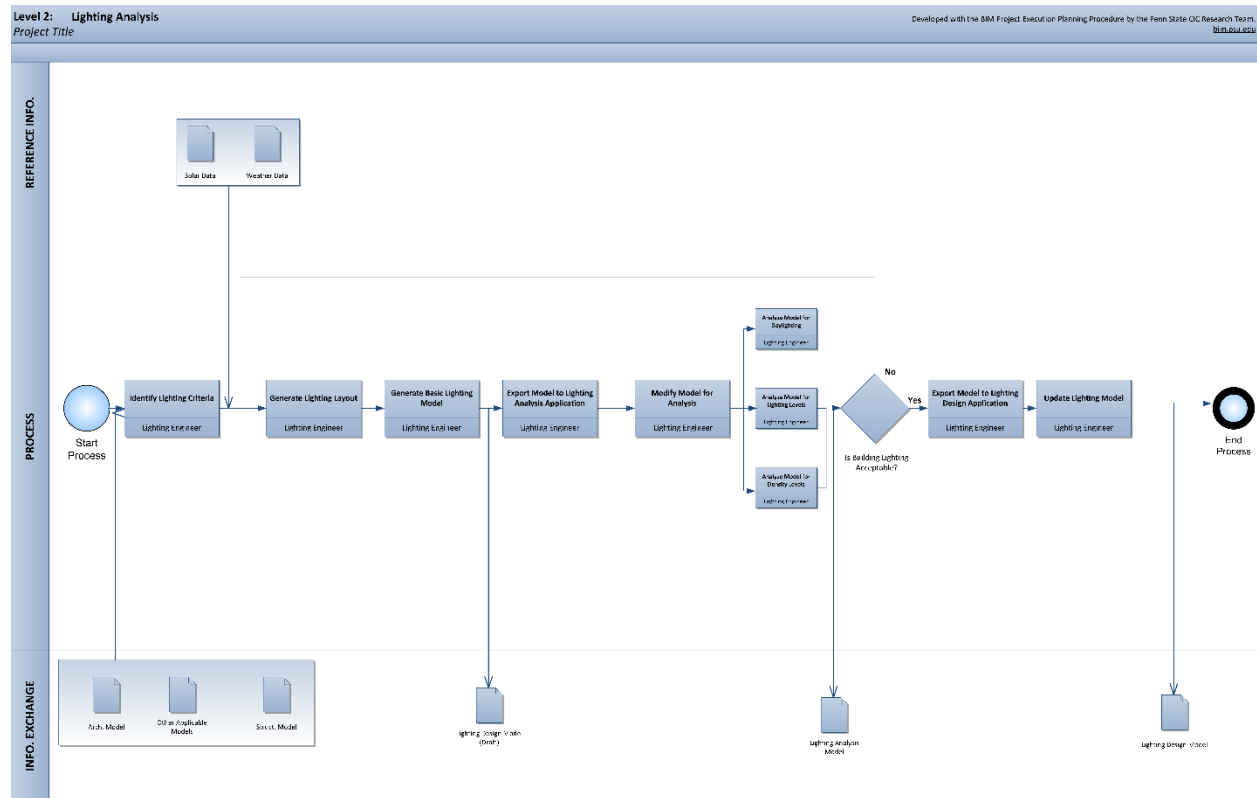 Level 2: Lighting Analysis
Project Title
Developed with the BIM Project Execution Planning Procedure by the Penn State CIC Research Team.
bim.psu.edu
REFERENCE INFO.
Solar Data
Weather Data
PROCESS
Start
Process
Identify Lighting Criteria
Lighting Engineer
Generate Lighting Layout
Lighting Engineer
Generate Basic Lighting
Model
Lighting Engineer
Export Model to Lighting
Analysis Application
Lighting Engineer
Modify Model for
Analysis
Lighting Engineer
Analyze Model for
Daylighting
Lighting Engineer
Analyze Model for
Lighting Levels
Lighting Engineer
Analyze Model for
Density Levels
Lighting Engineer
No
Yes
Is Building Lighting
Acceptable?
Export Model to Lighting
Design Application
Lighting Engineer
Update Lighting Model
Lighting Engineer
End
Process
INFO. EXCHANGE
Arch. Model
Other Applicable
Models
Struct. Model
Lighting Design Model
(Draft)
Lighting Analysis
Model
Lighting Design Model